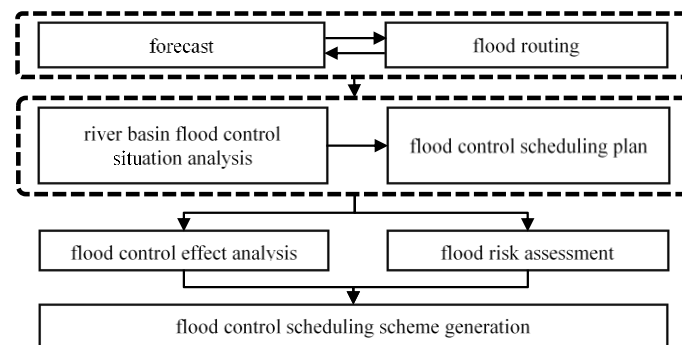 forecast
flood routing
river basin flood control
situation analysis
flood control scheduling plan
flood control effect analysis
flood risk assessment
flood control scheduling scheme generation